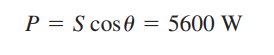 P = S cos θ = 5600 W